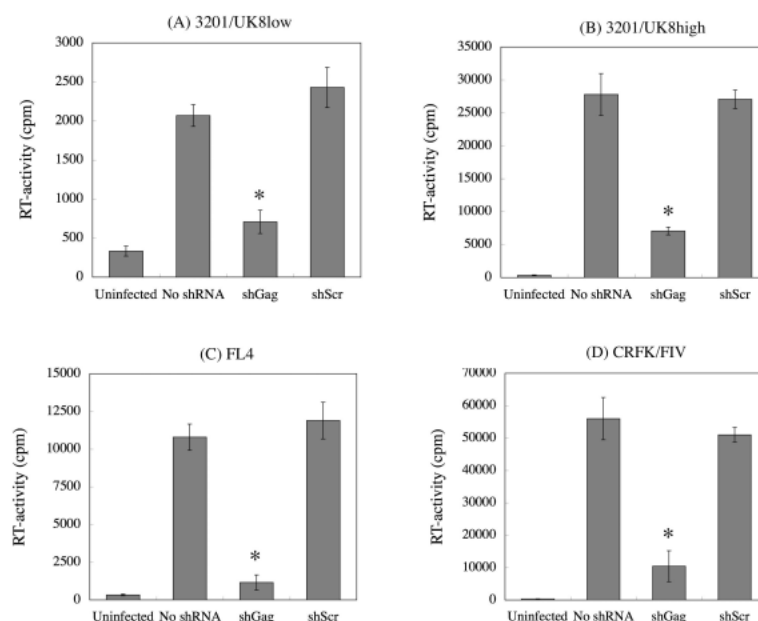 (A) 3201/UK8low
3000
2500
2000
1500
1000
500
0
RT-activity (cpm)
*
Uninfected No shRNA shGag shScr
(B) 3201/UK8high
35000
30000
25000
20000
15000
10000
5000
0
RT-activity (cpm)
*
Uninfected No shRNA shGag shScr
(C) FL4
15000
12500
10000
7500
5000
2500
0
RT-activity (cpm)
*
Uninfected No shRNA shGag shScr
(D) CRFK/FIV
70000
60000
50000
40000
30000
20000
10000
0
RT-activity (cpm)
*
Uninfected No shRNA shGag shScr